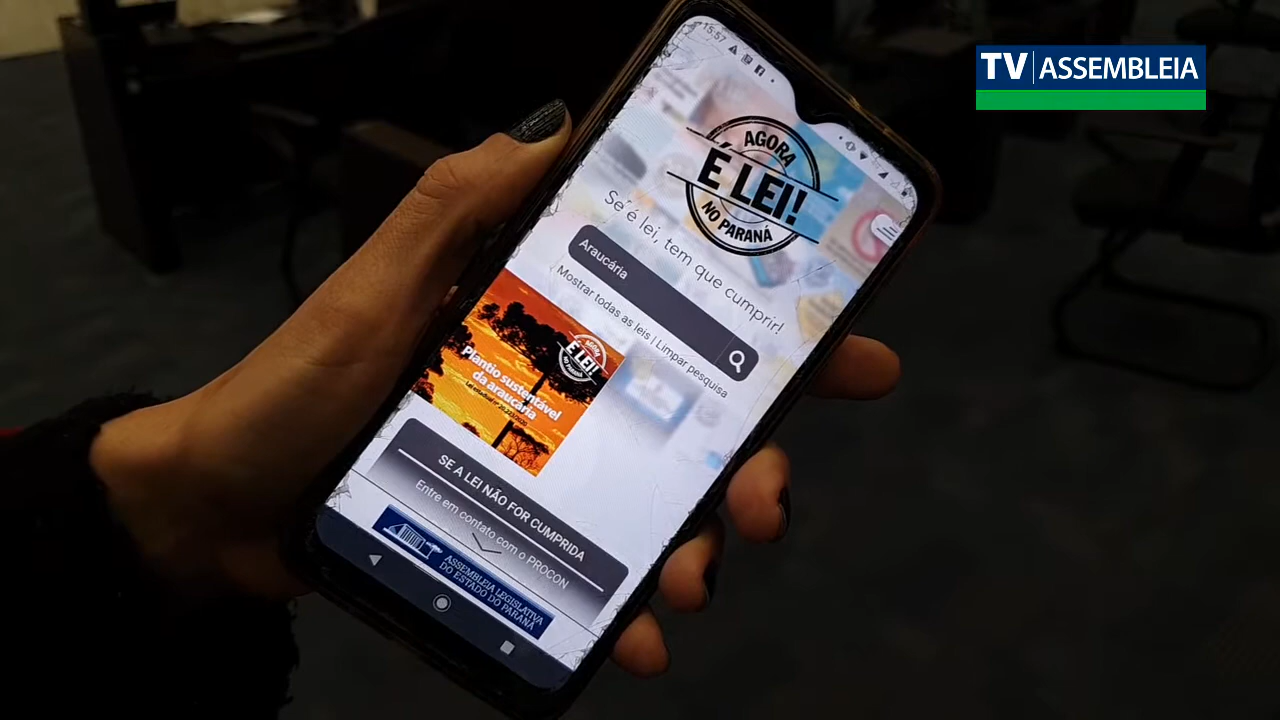 TV ASSEMBLEIA
15:57
AGORA
É LEI!
NO PARANÁ
Se é lei, tem que cumprir!
Araucária
Mostrar todas as leis | Limpar pesquisa
AGORA
É LEI!
NO PARANÁ
Plantio sustentável
da araucária
SE A LEI NÃO FOR CUMPRIDA
Entre em contato com o PROCON
ASSEMBLEIA LEGISLATIVA
DO ESTADO DO PARANÁ